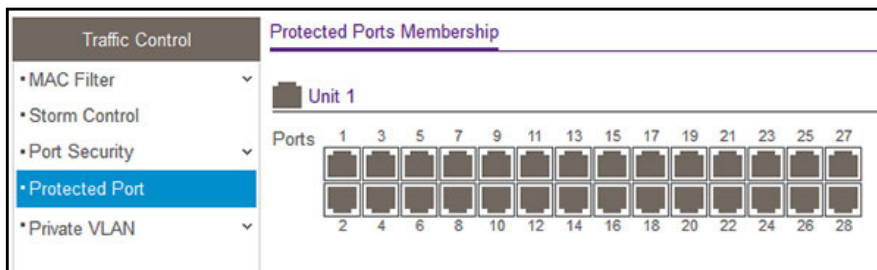 Traffic Control
MAC Filter
Storm Control
Port Security
Protected Port
Private VLAN
Protected Ports Membership
Unit 1
Ports 1 3 5 7 9 11 13 15 17 19 21 23 25 27
2 4 6 8 10 12 14 16 18 20 22 24 26 28